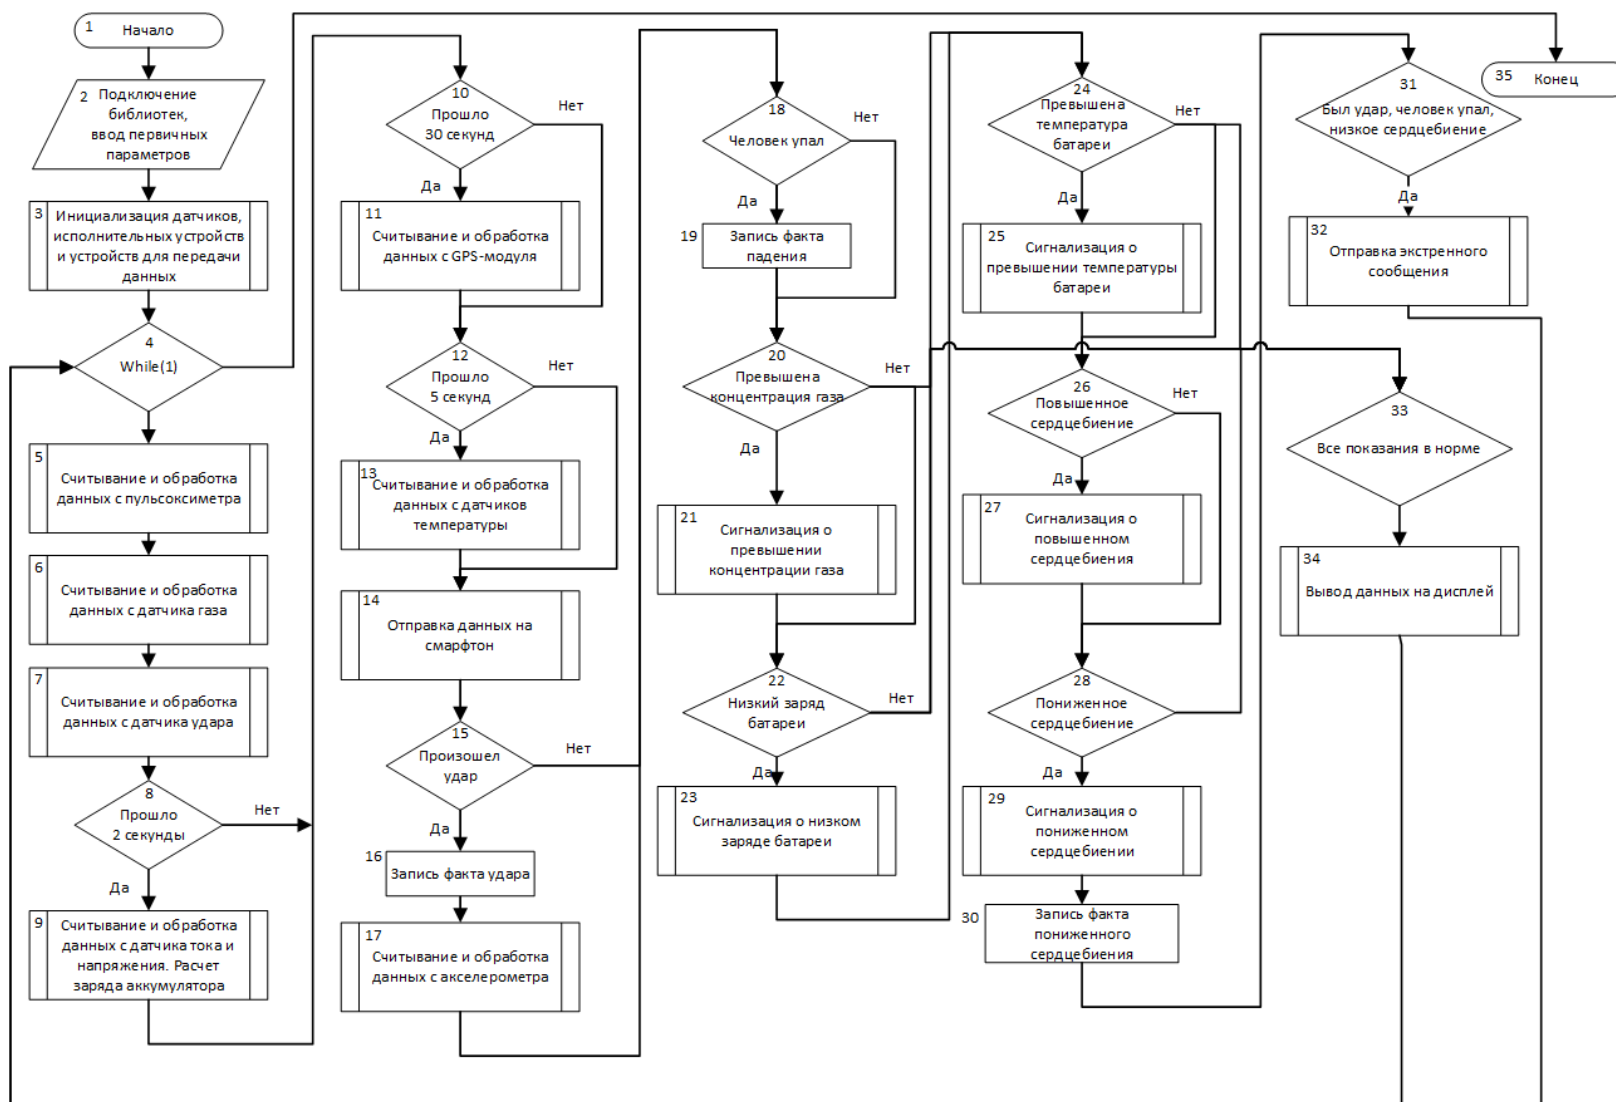 1
Начало
2
Подключение
библиотек,
ввод первичных
параметров
3
Инициализация датчиков,
исполнительных устройств
и устройств для передачи
данных
4
While(1)
5
Считывание и обработка
данных с пульсоксиметра
6
Считывание и обработка
данных с датчика газа
7
Считывание и обработка
данных с датчика удара
8
Прошло
2 секунды
Нет
Да
9
Считывание и обработка
данных с датчика тока и
напряжения. Расчет
заряда аккумулятора
10
Прошло
30 секунд
Нет
Да
11
Считывание и обработка
данных с GPS-модуля
12
Прошло
5 секунд
Нет
Да
13
Считывание и обработка
данных с датчиков
температуры
14
Отправка данных на
смарфтон
15
Произошел
удар
Нет
Да
16
Запись факта удара
17
Считывание и обработка
данных с акселерометра
18
Человек упал
Нет
Да
19
Запись факта
падения
20
Превышена
концентрация газа
Нет
Да
21
Сигнализация о
превышении
концентрации газа
22
Низкий заряд
батареи
Нет
Да
23
Сигнализация о низком
заряде батареи
24
Превышена
температура
батареи
Нет
Да
25
Сигнализация о
превышении температуры
батареи
26
Повышенное
сердцебиение
Нет
Да
27
Сигнализация о
повышенном
сердцебиения
28
Пониженное
сердцебиение
Да
29
Сигнализация о
пониженном
сердцебиении
30
Запись факта
пониженного
сердцебиения
31
Был удар, человек упал,
низкое сердцебиение
Да
32
Отправка экстренного
сообщения
33
Все показания в норме
34
Вывод данных на дисплей
35
Конец